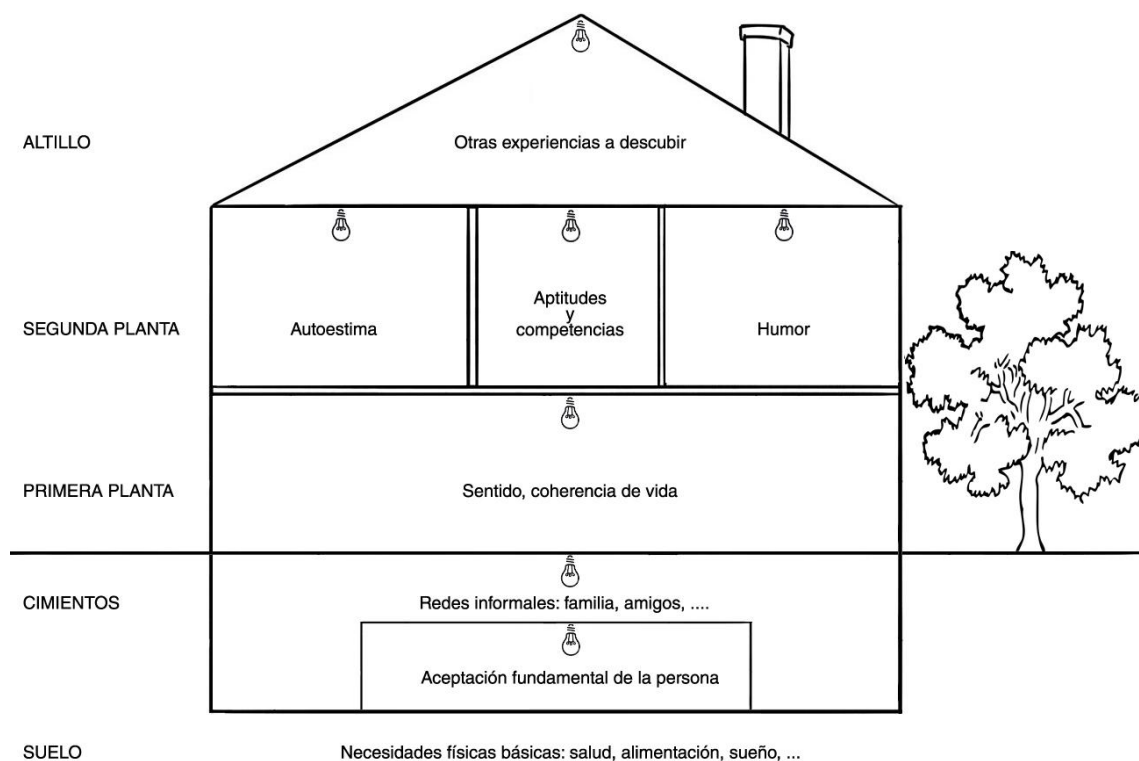 ALTILLO
Otras experiencias a descubir
SEGUNDA PLANTA
Autoestima
Aptitudes
y
competencias
Humor
PRIMERA PLANTA
Sentido, coherencia de vida
CIMIENTOS
Redes informales: familia, amigos, ....
Aceptación fundamental de la persona
SUELO
Necesidades físicas básicas: salud, alimentación, sueño, ...